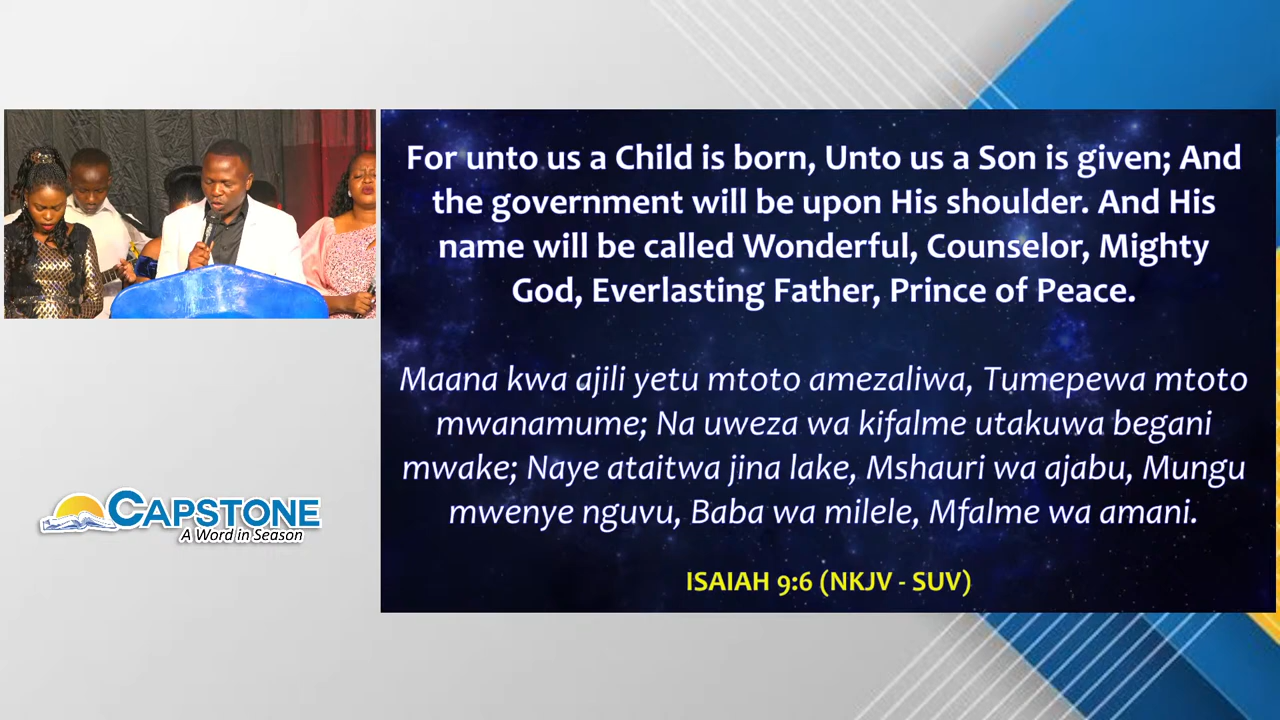 For unto us a Child is born, Unto us a Son is given; And
the government will be upon His shoulder. And His
name will be called Wonderful, Counselor, Mighty
God, Everlasting Father, Prince of Peace.
Maana kwa ajili yetu mtoto amezaliwa, Tumepewa mtoto
mwanamume; Na uweza wa kifalme utakuwa begani
mwake; Naye ataitwa jina lake, Mshauri wa ajabu, Mungu
mwenye nguvu, Baba wa milele, Mfalme wa amani.
ISAIAH 9:6 (NKJV - SUV)
CAPSTONE
A Word in Season